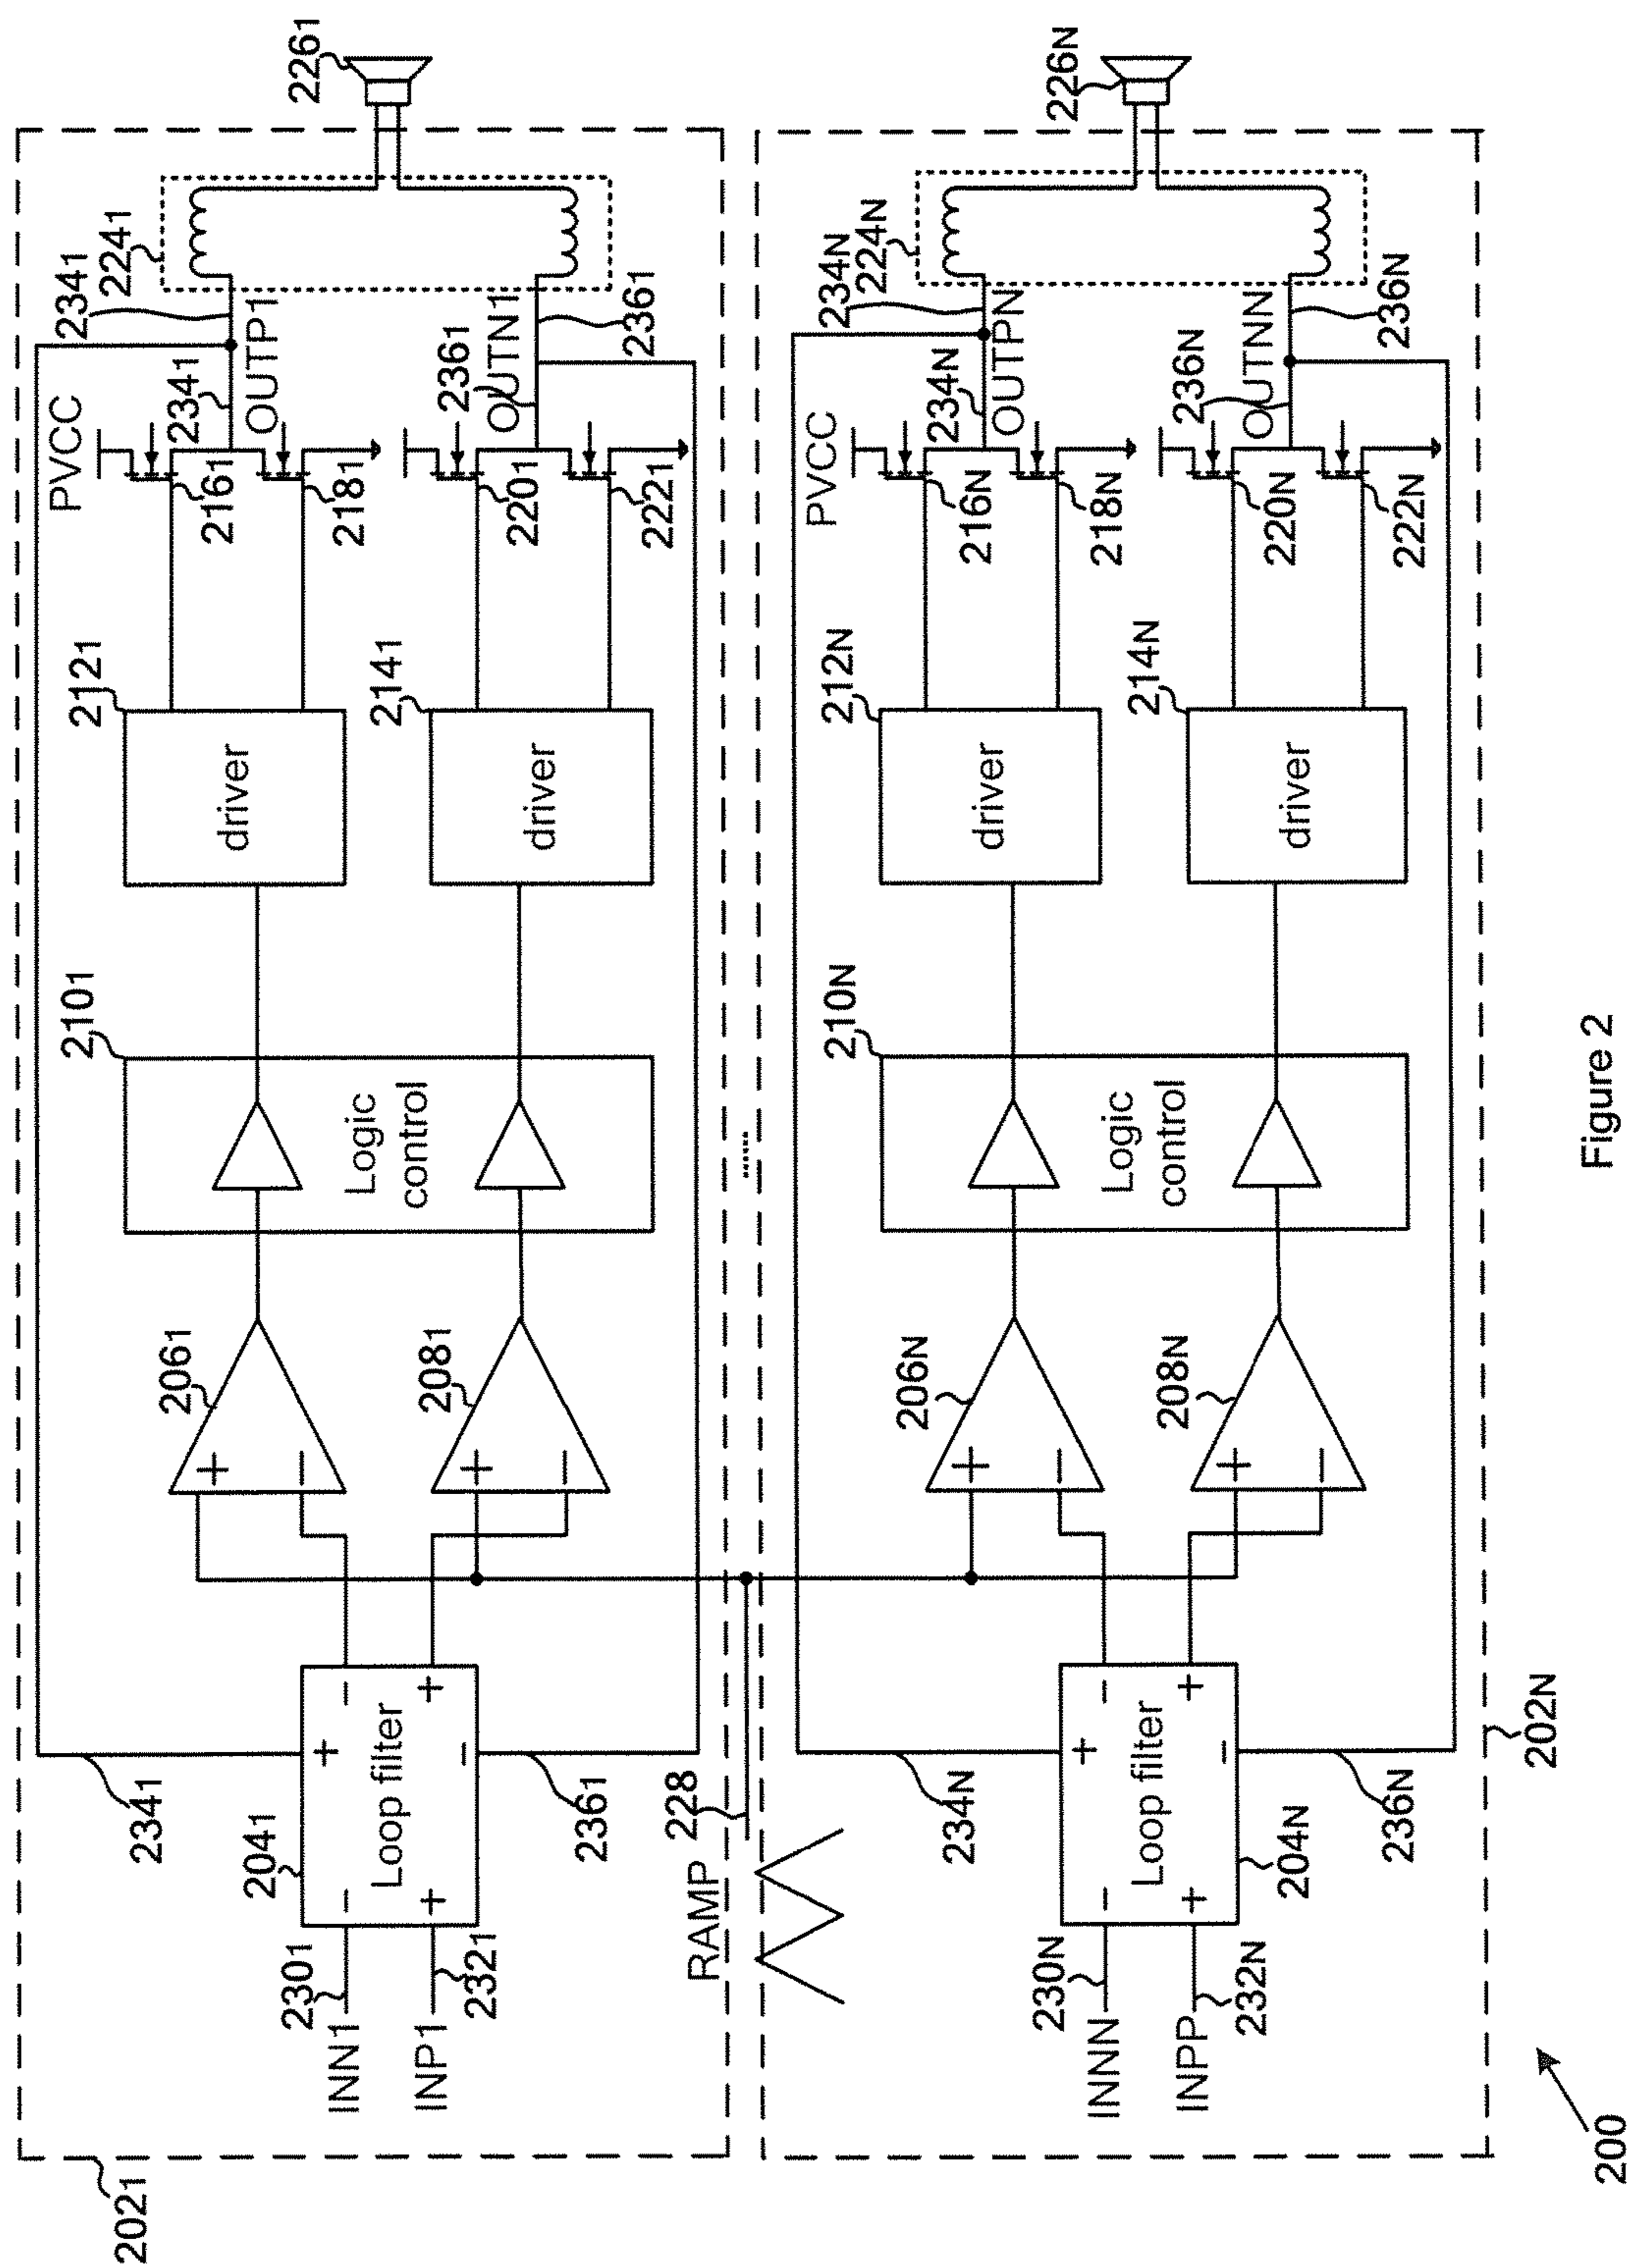 202₁
INN1
INP1
230₁
232₁
204₁
Loop filter
−
+
+
−
−
+
234₁
236₁
206₁
+
−
208₁
+
−
210₁
Logic
control
212₁
driver
214₁
driver
PVCC
216₁
218₁
220₁
222₁
234₁
OUTP1
236₁
OUTN1
234₁
236₁
224₁
226₁
RAMP
228
......
INNN
INPP
230N
232N
204N
Loop filter
−
+
+
−
−
+
234N
236N
206N
+
−
208N
+
−
210N
Logic
control
212N
driver
214N
driver
PVCC
216N
218N
220N
222N
234N
OUTPN
236N
OUTNN
234N
236N
224N
226N
202N
200
Figure 2